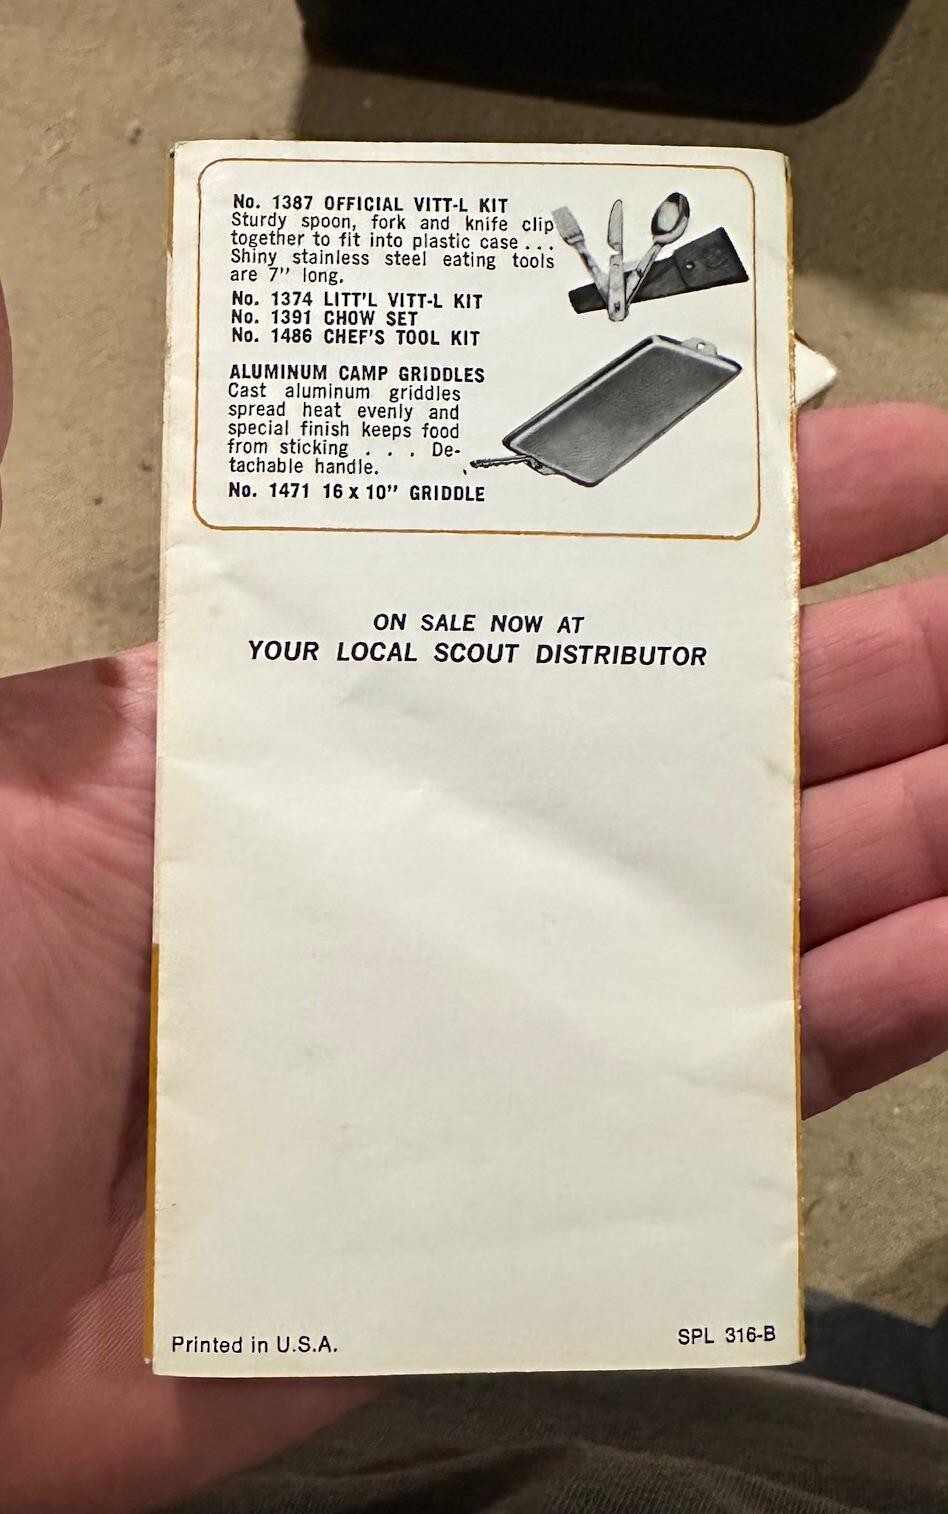 No. 1387 OFFICIAL VITT-L KIT
Sturdy spoon, fork and knife clip
together to fit into plastic case . . .
Shiny stainless steel eating tools
are 7" long.
No. 1374 LITT'L VITT-L KIT
No. 1391 CHOW SET
No. 1486 CHEF'S TOOL KIT
ALUMINUM CAMP GRIDDLES
Cast aluminum griddles
spread heat evenly and
special finish keeps food
from sticking . . . De-
tachable handle.
No. 1471 16 x 10" GRIDDLE
ON SALE NOW AT
YOUR LOCAL SCOUT DISTRIBUTOR
Printed in U.S.A.
SPL 316-B